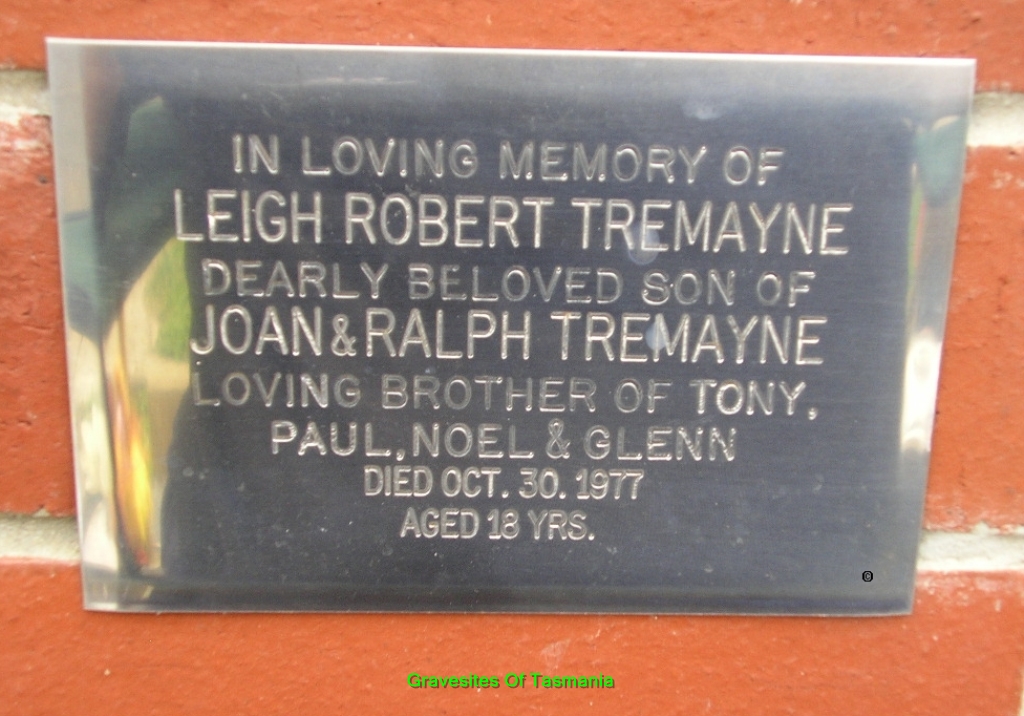 IN LOVING MEMORY OF
LEIGH ROBERT TREMAYNE
DEARLY BELOVED SON OF
JOAN & RALPH TREMAYNE
LOVING BROTHER OF TONY,
PAUL, NOEL & GLENN
DIED OCT. 30. 1977
AGED 18 YRS.
©
Gravesites Of Tasmania